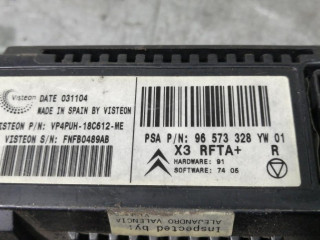 Visteon
DATE 031104
MADE IN SPAIN BY VISTEON
VISTEON P/N: VP4PUH-18C612-ME
VISTEON S/N: FNFB0489AB
PSA P/N: 96 573 328 YW 01
X3 RFTA+ R
HARDWARE: 91
SOFTWARE: 74 05
Inspected by
ALEJANDRO VALENCIA